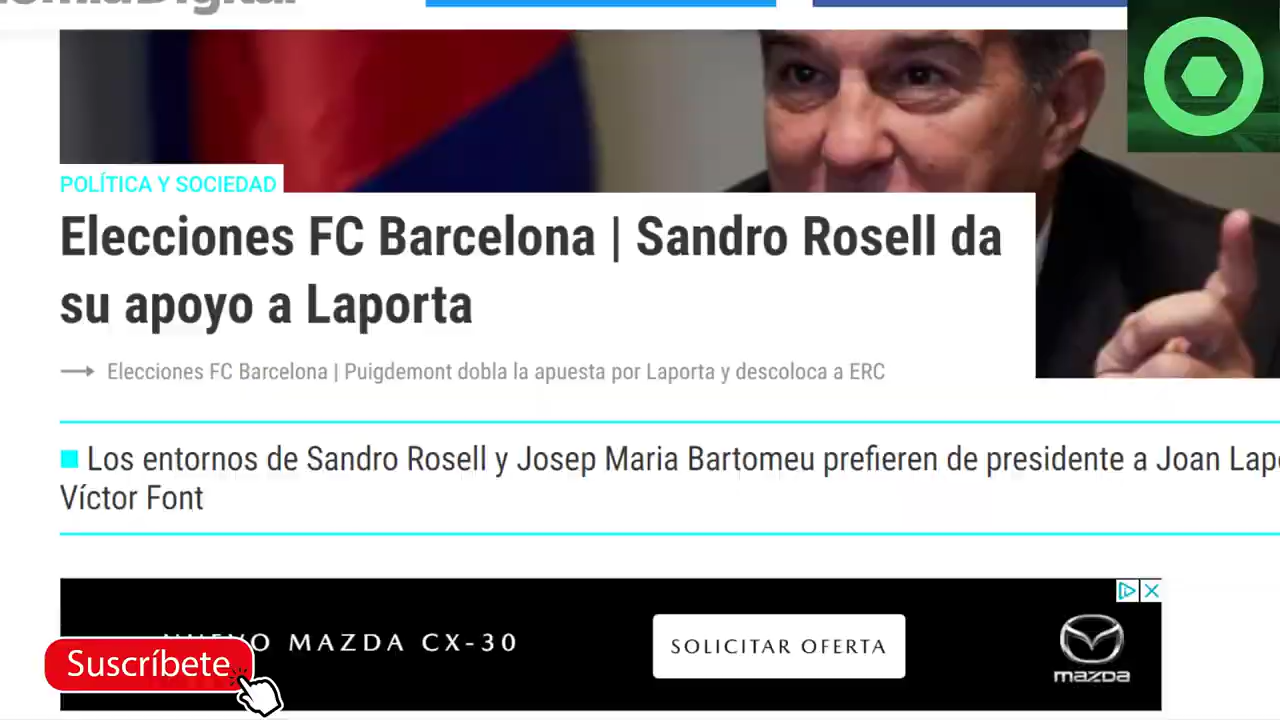 POLÍTICA Y SOCIEDAD
Elecciones FC Barcelona | Sandro Rosell da
su apoyo a Laporta
Elecciones FC Barcelona | Puigdemont dobla la apuesta por Laporta y descoloca a ERC
Los entornos de Sandro Rosell y Josep Maria Bartomeu prefieren de presidente a Joan
Víctor Font
MAZDA CX-30
SOLICITAR OFERTA
mazda
Suscríbete